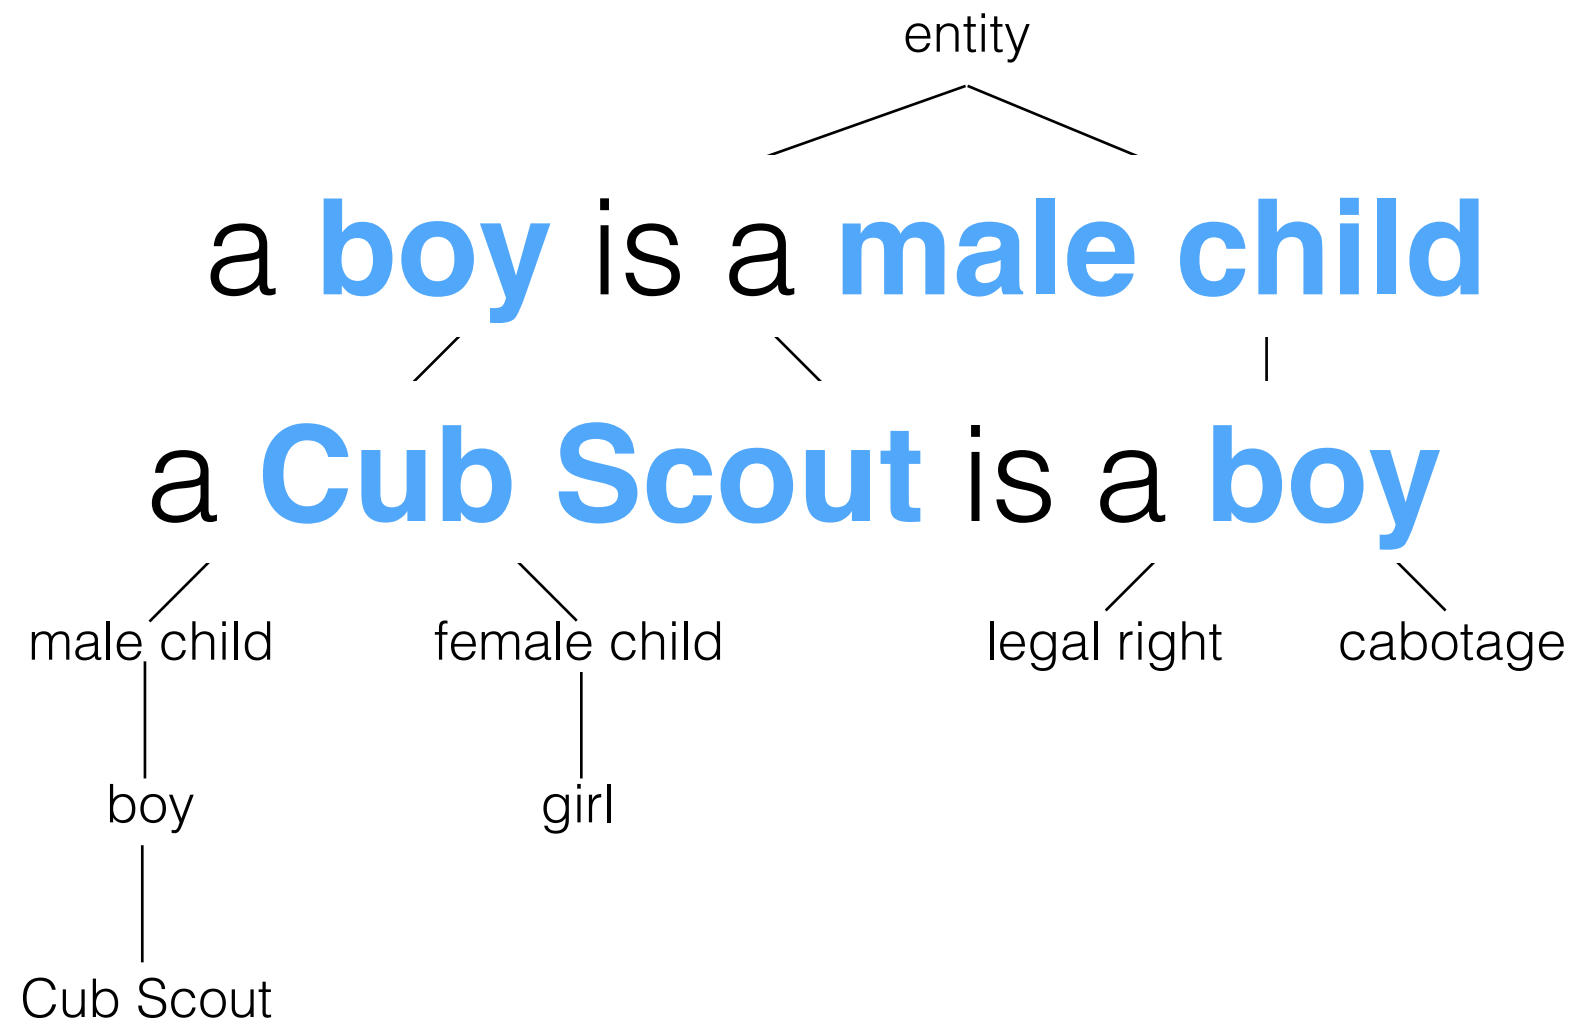 entity
a boy is a male child
a Cub Scout is a boy
male child female child legal right cabotage
boy girl
Cub Scout